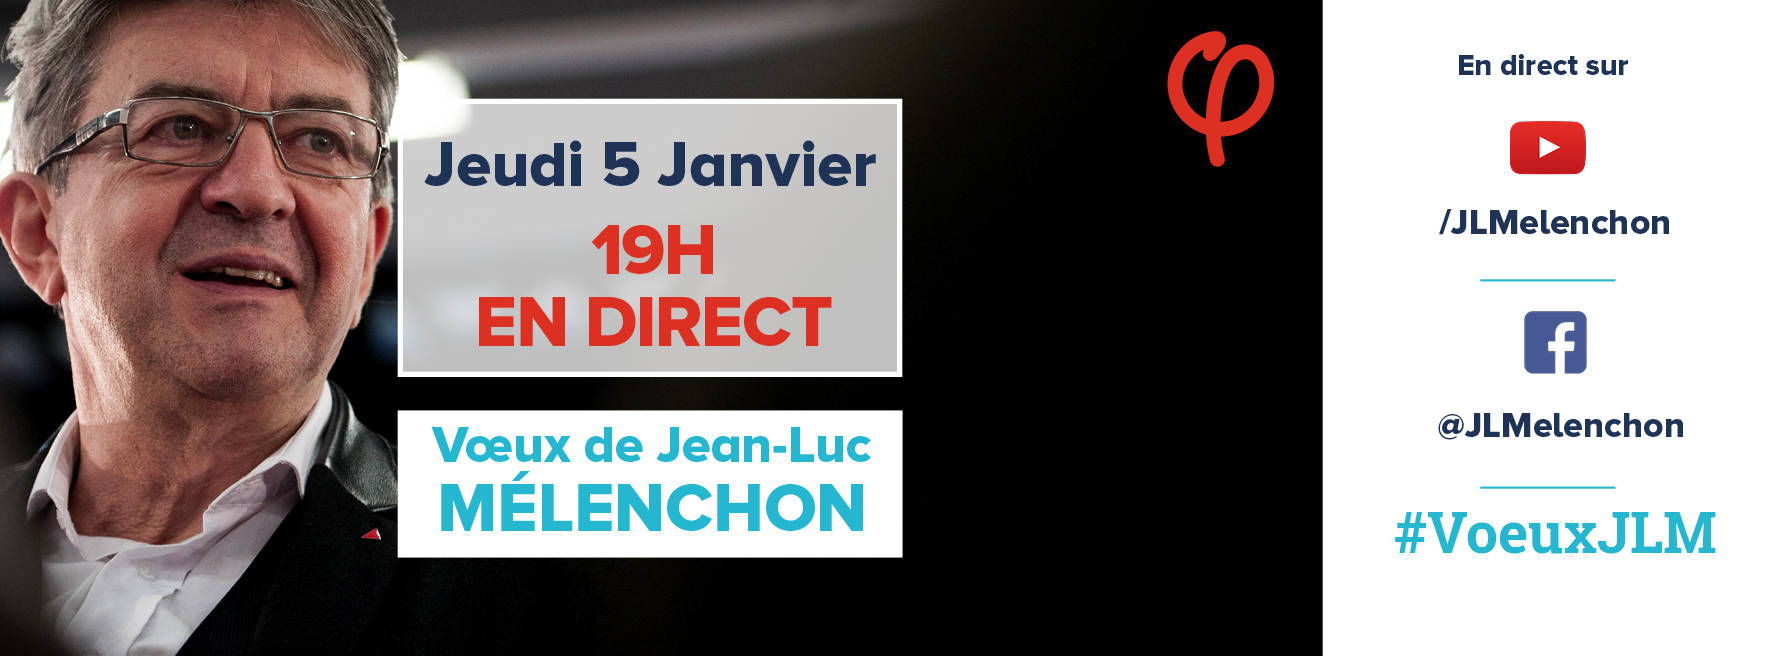 Jeudi 5 Janvier
19H
EN DIRECT
Vœux de Jean-Luc
MÉLENCHON
En direct sur
/JLMelenchon
@JLMelenchon
#VoeuxJLM